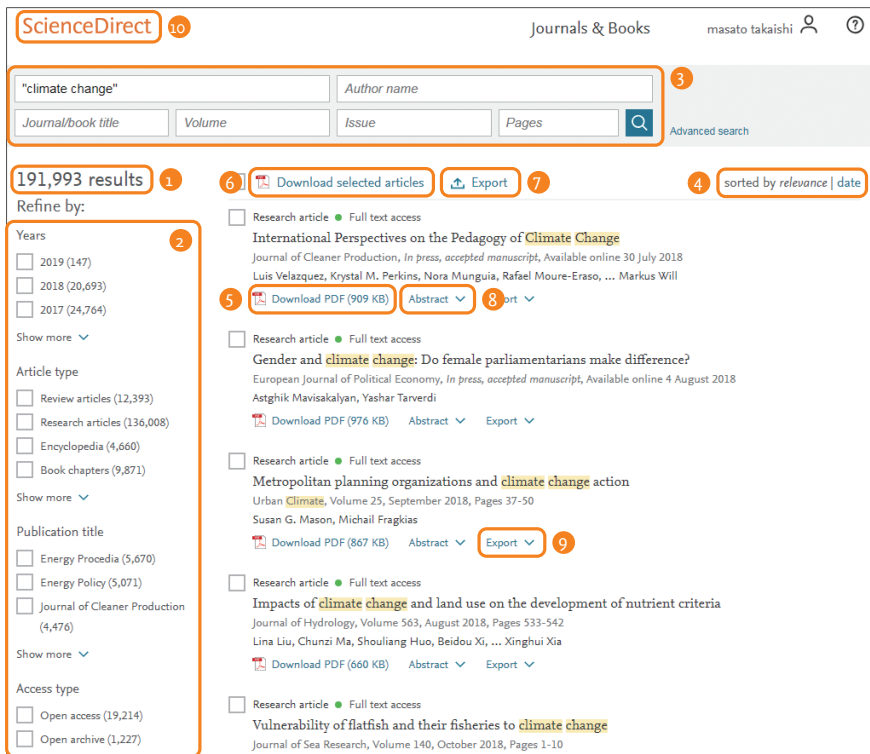 ScienceDirect 10 Journals & Books masato takaishi ?
"climate change" Author name 3
Journal/book title Volume Issue Pages Advanced search
191,993 results 1
Refine by:
2
Years
2019 (147)
2018 (20,693)
2017 (24,764)
Show more
Article type
Review articles (12,393)
Research articles (136,008)
Encyclopedia (4,660)
Book chapters (9,871)
Show more
Publication title
Energy Procedia (5,670)
Energy Policy (5,071)
Journal of Cleaner Production
(4,476)
Show more
Access type
Open access (19,214)
Open archive (1,227)
6 Download selected articles Export 7 4 sorted by relevance | date
Research article Full text access
International Perspectives on the Pedagogy of Climate Change
Journal of Cleaner Production, In press, accepted manuscript, Available online 30 July 2018
Luis Velazquez, Krystal M. Perkins, Nora Munguia, Rafael Moure-Eraso, ... Markus Will
5 Download PDF (909 KB) Abstract 8 ort
Research article Full text access
Gender and climate change: Do female parliamentarians make difference?
European Journal of Political Economy, In press, accepted manuscript, Available online 4 August 2018
Astghik Mavisakalyan, Yashar Tarverdi
Download PDF (976 KB) Abstract Export
Research article Full text access
Metropolitan planning organizations and climate change action
Urban Climate, Volume 25, September 2018, Pages 37-50
Susan G. Mason, Michail Fragkias
Download PDF (867 KB) Abstract Export 9
Research article Full text access
Impacts of climate change and land use on the development of nutrient criteria
Journal of Hydrology, Volume 563, August 2018, Pages 533-542
Lina Liu, Chunzi Ma, Shouliang Huo, Beidou Xi, ... Xinghui Xia
Download PDF (660 KB) Abstract Export
Research article Full text access
Vulnerability of flatfish and their fisheries to climate change
Journal of Sea Research, Volume 140, October 2018, Pages 1-10